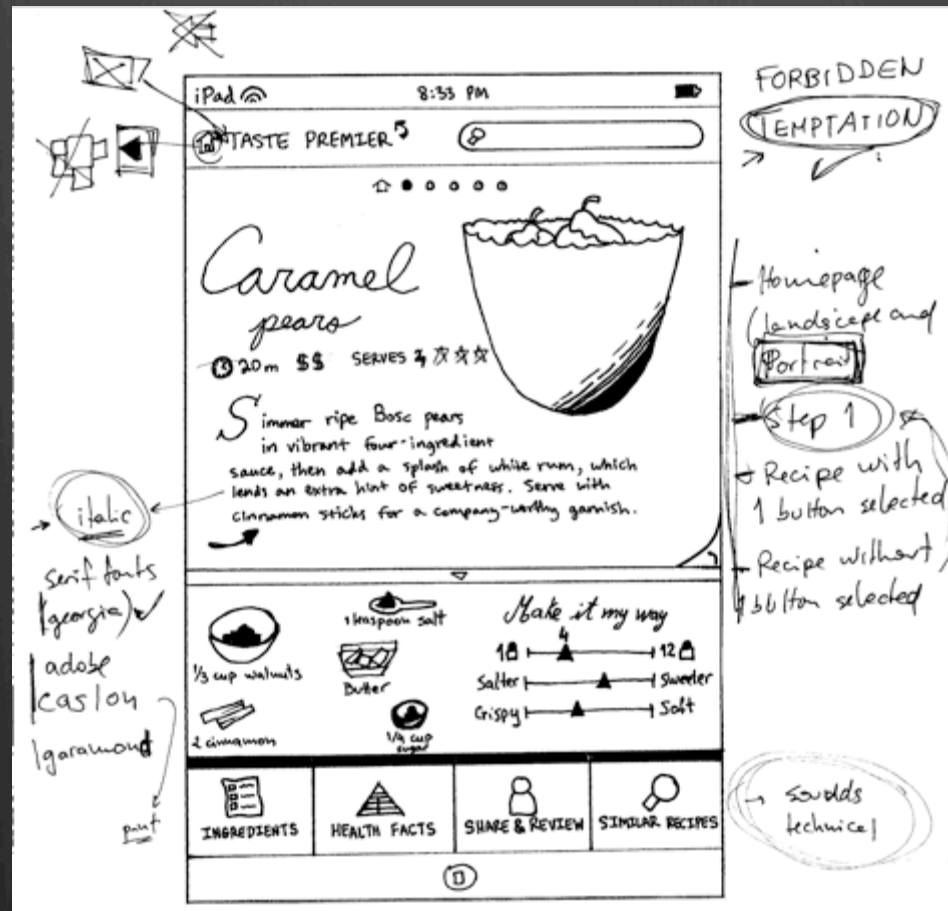 iPad
8:33 PM
TASTE PREMIER
FORBIDDEN
TEMPTATION
Caramel
pears
20m $$ SERVES 4
Simmer ripe Bosc pears
in vibrant four-ingredient
sauce, then add a splash of white rum, which
lends an extra hint of sweetness. Serve with
cinnamon sticks for a company-worthy garnish.
Homepage
(landscape and
Portrait
Step 1
Recipe with
1 button selected
Recipe without
1 button selected
italic
serif fonts
(georgia)
adobe
caslon
garamond
1/3 cup walnuts
1 teaspoon salt
Butter
2 cinnamon
1/4 cup
sugar
Make it my way
4
1 12
Salter Sweeter
Crispy Soft
INGREDIENTS
HEALTH FACTS
SHARE & REVIEW
SIMILAR RECIPES
technical